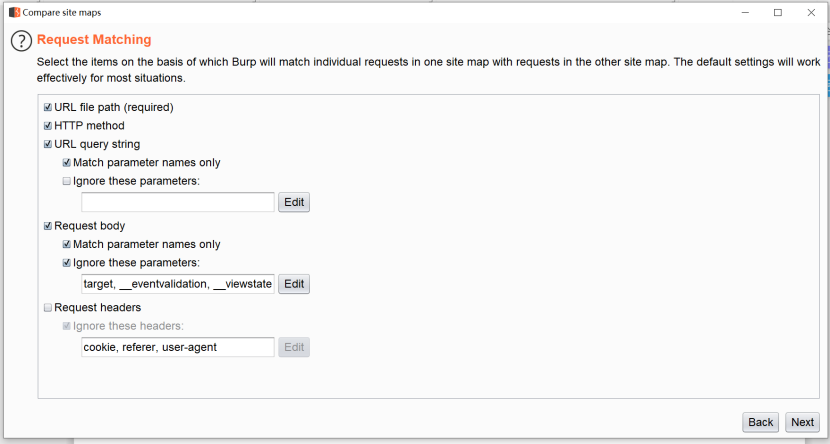 Compare site maps
Request Matching
Select the items on the basis of which Burp will match individual requests in one site map with requests in the other site map. The default settings will work
effectively for most situations.
URL file path (required)
HTTP method
URL query string
Match parameter names only
Ignore these parameters:
Edit
Request body
Match parameter names only
Ignore these parameters:
target, __eventvalidation, __viewstate Edit
Request headers
Ignore these headers:
cookie, referer, user-agent Edit
Back Next